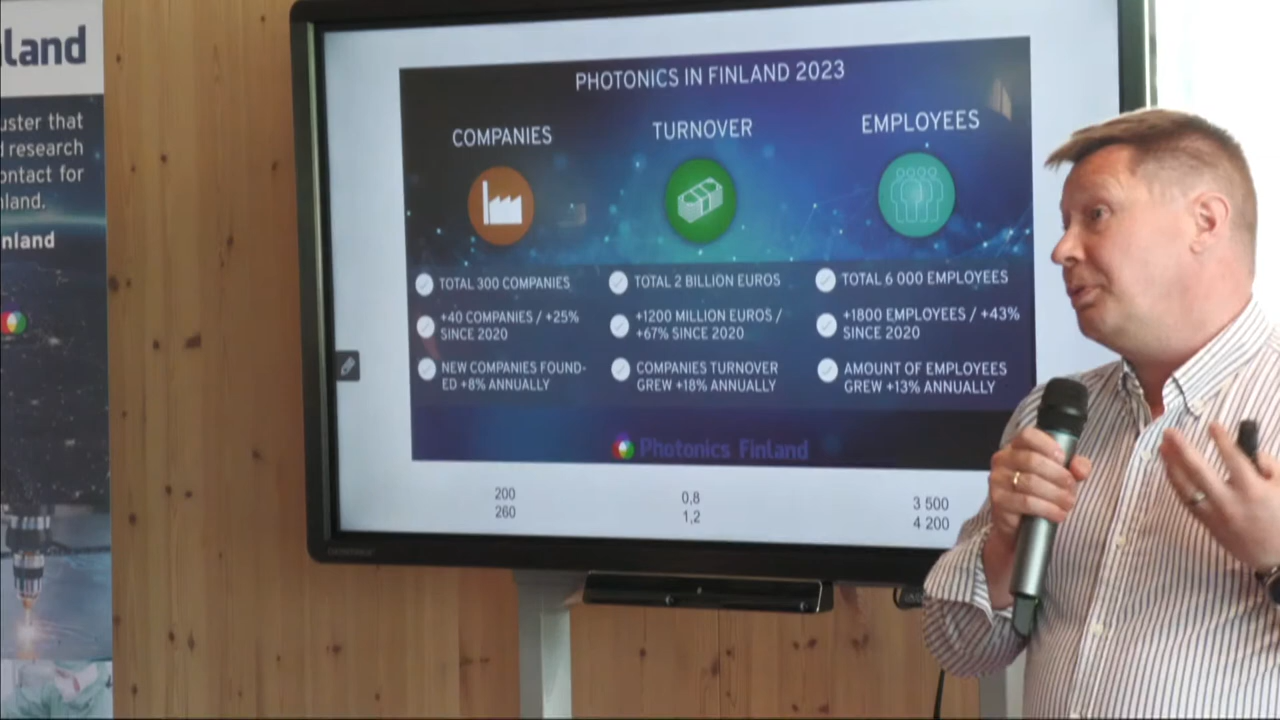 land
uster that
research
ontact for
nland.
nland
PHOTONICS IN FINLAND 2023
COMPANIES
TOTAL 300 COMPANIES
+40 COMPANIES / +25%
SINCE 2020
NEW COMPANIES FOUND-
ED +8% ANNUALLY
TURNOVER
TOTAL 2 BILLION EUROS
+1200 MILLION EUROS /
+67% SINCE 2020
COMPANIES TURNOVER
GREW +18% ANNUALLY
EMPLOYEES
TOTAL 6 000 EMPLOYEES
+1800 EMPLOYEES / +43%
SINCE 2020
AMOUNT OF EMPLOYEES
GREW +13% ANNUALLY
Photonics Finland
200
260
0,8
1,2
3 500
4 200